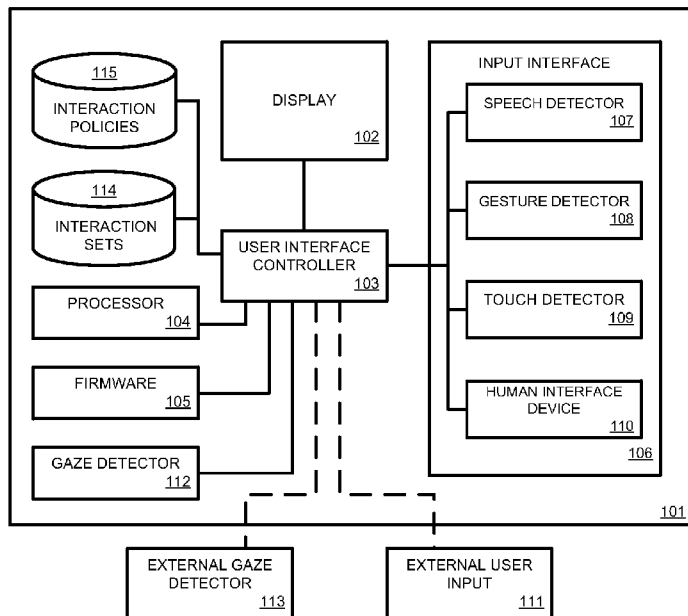 115
INTERACTION
POLICIES
114
INTERACTION
SETS
PROCESSOR
104
FIRMWARE
105
GAZE DETECTOR
112
DISPLAY
102
USER INTERFACE
CONTROLLER
103
INPUT INTERFACE
SPEECH DETECTOR
107
GESTURE DETECTOR
108
TOUCH DETECTOR
109
HUMAN INTERFACE
DEVICE
110
106
101
EXTERNAL GAZE
DETECTOR
113
EXTERNAL USER
INPUT
111